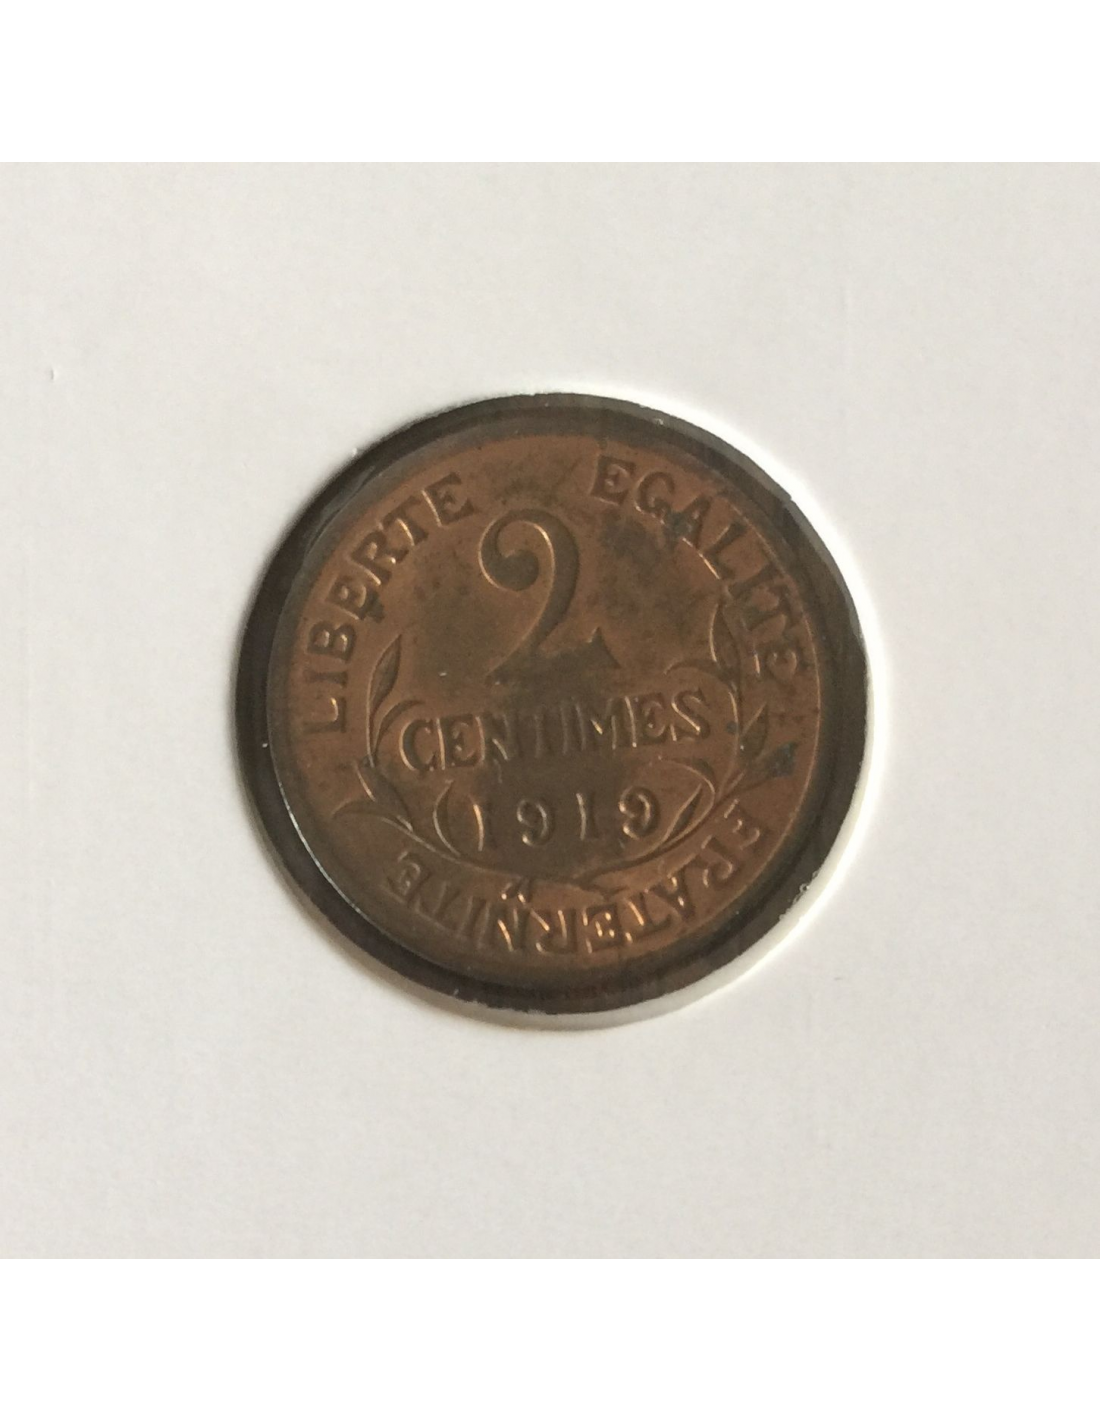 LIBERTE EGALITE FRATERNITE
2
CENTIMES
1919